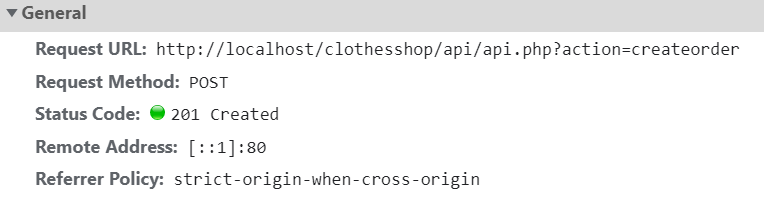 General
Request URL: http://localhost/clothesshop/api/api.php?action=createorder
Request Method: POST
Status Code: 201 Created
Remote Address: [::1]:80
Referrer Policy: strict-origin-when-cross-origin